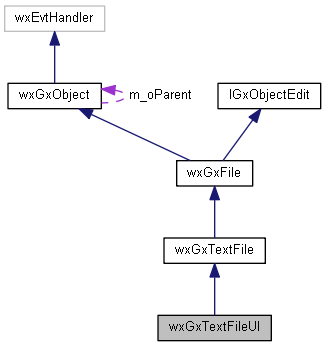 wxEvtHandler
wxGxObject
m_oParent
IGxObjectEdit
wxGxFile
wxGxTextFile
wxGxTextFileUI